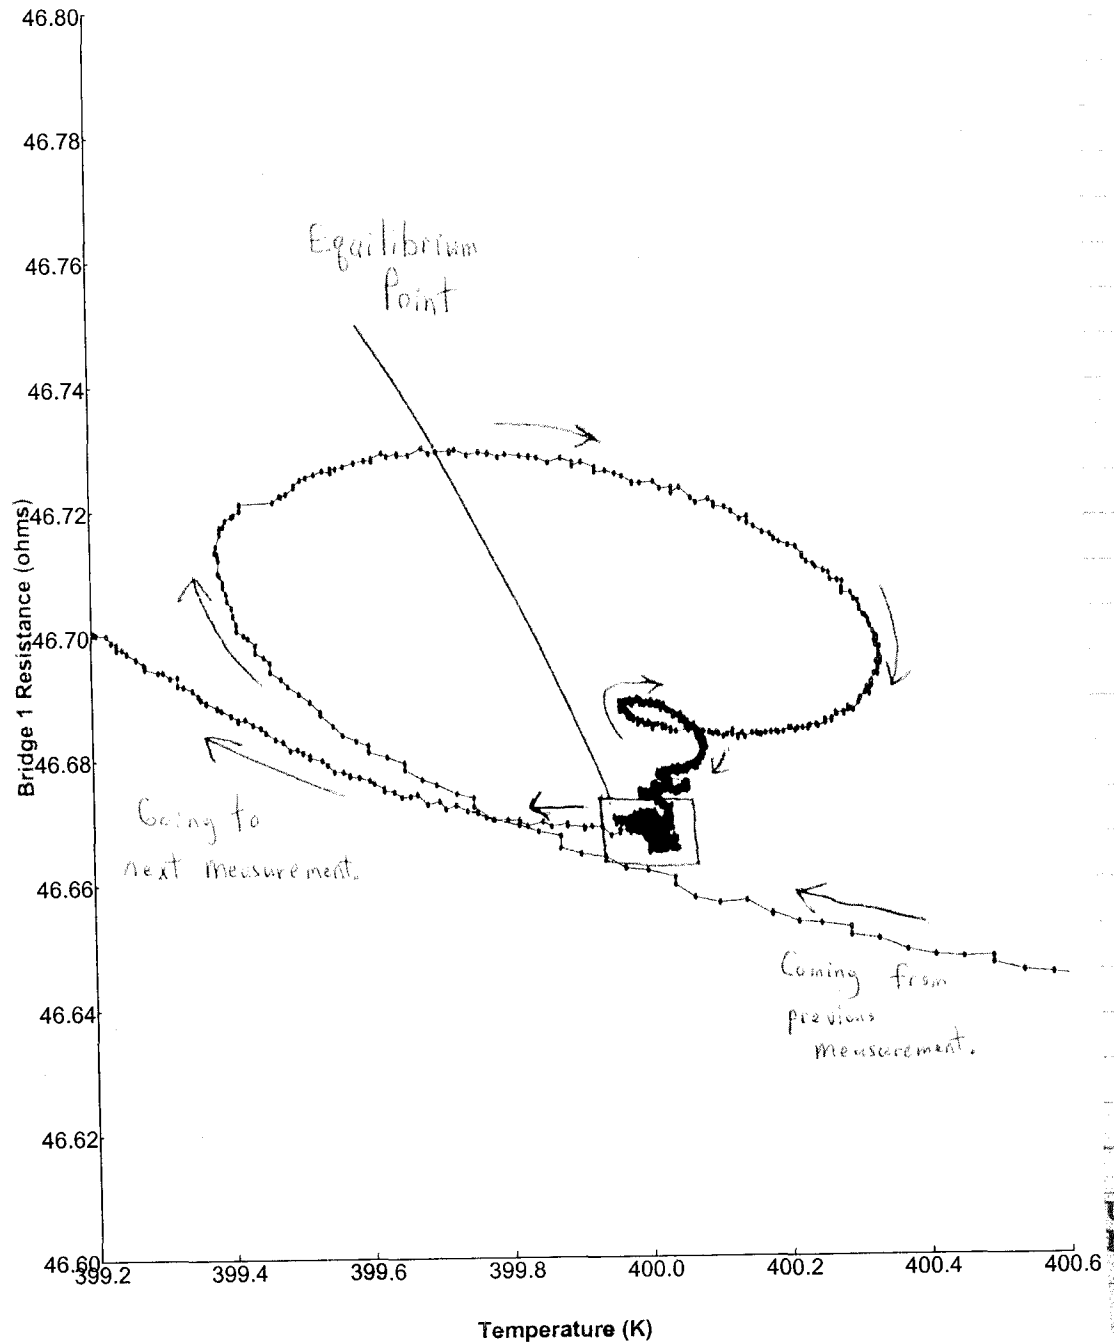 46.80
46.78
Equilibrium
Point
46.76
46.74
46.72
Bridge 1 Resistance (ohms)
46.70
46.68
Going to
next measurement.
46.66
Coming from
previous
measurement.
46.64
46.62
46.60
399.2 399.4 399.6 399.8 400.0 400.2 400.4 400.6
Temperature (K)